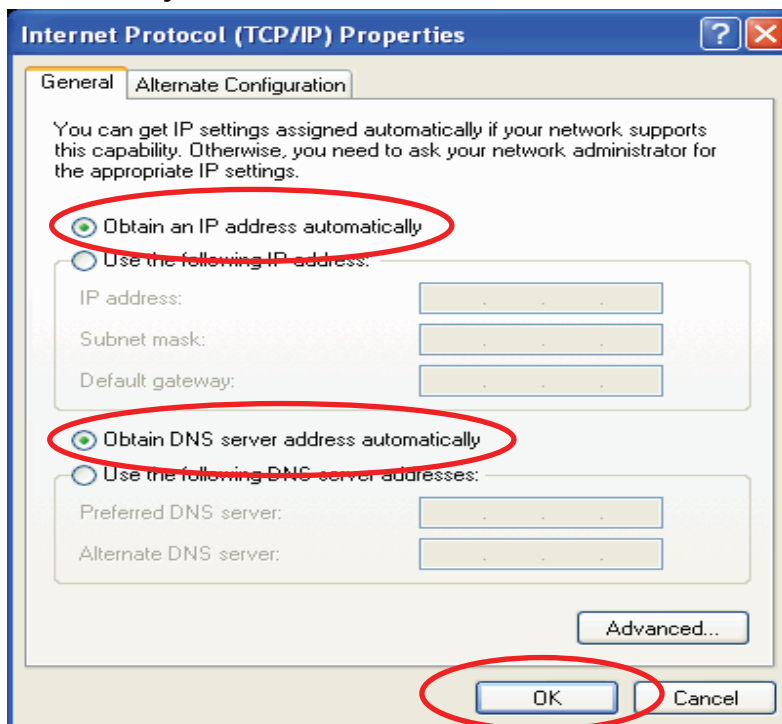 Internet Protocol (TCP/IP) Properties
General
Alternate Configuration
You can get IP settings assigned automatically if your network supports
this capability. Otherwise, you need to ask your network administrator for
the appropriate IP settings.
Obtain an IP address automatically
Use the following IP address:
IP address:
Subnet mask:
Default gateway:
Obtain DNS server address automatically
Use the following DNS server addresses:
Preferred DNS server:
Alternate DNS server:
Advanced...
OK
Cancel